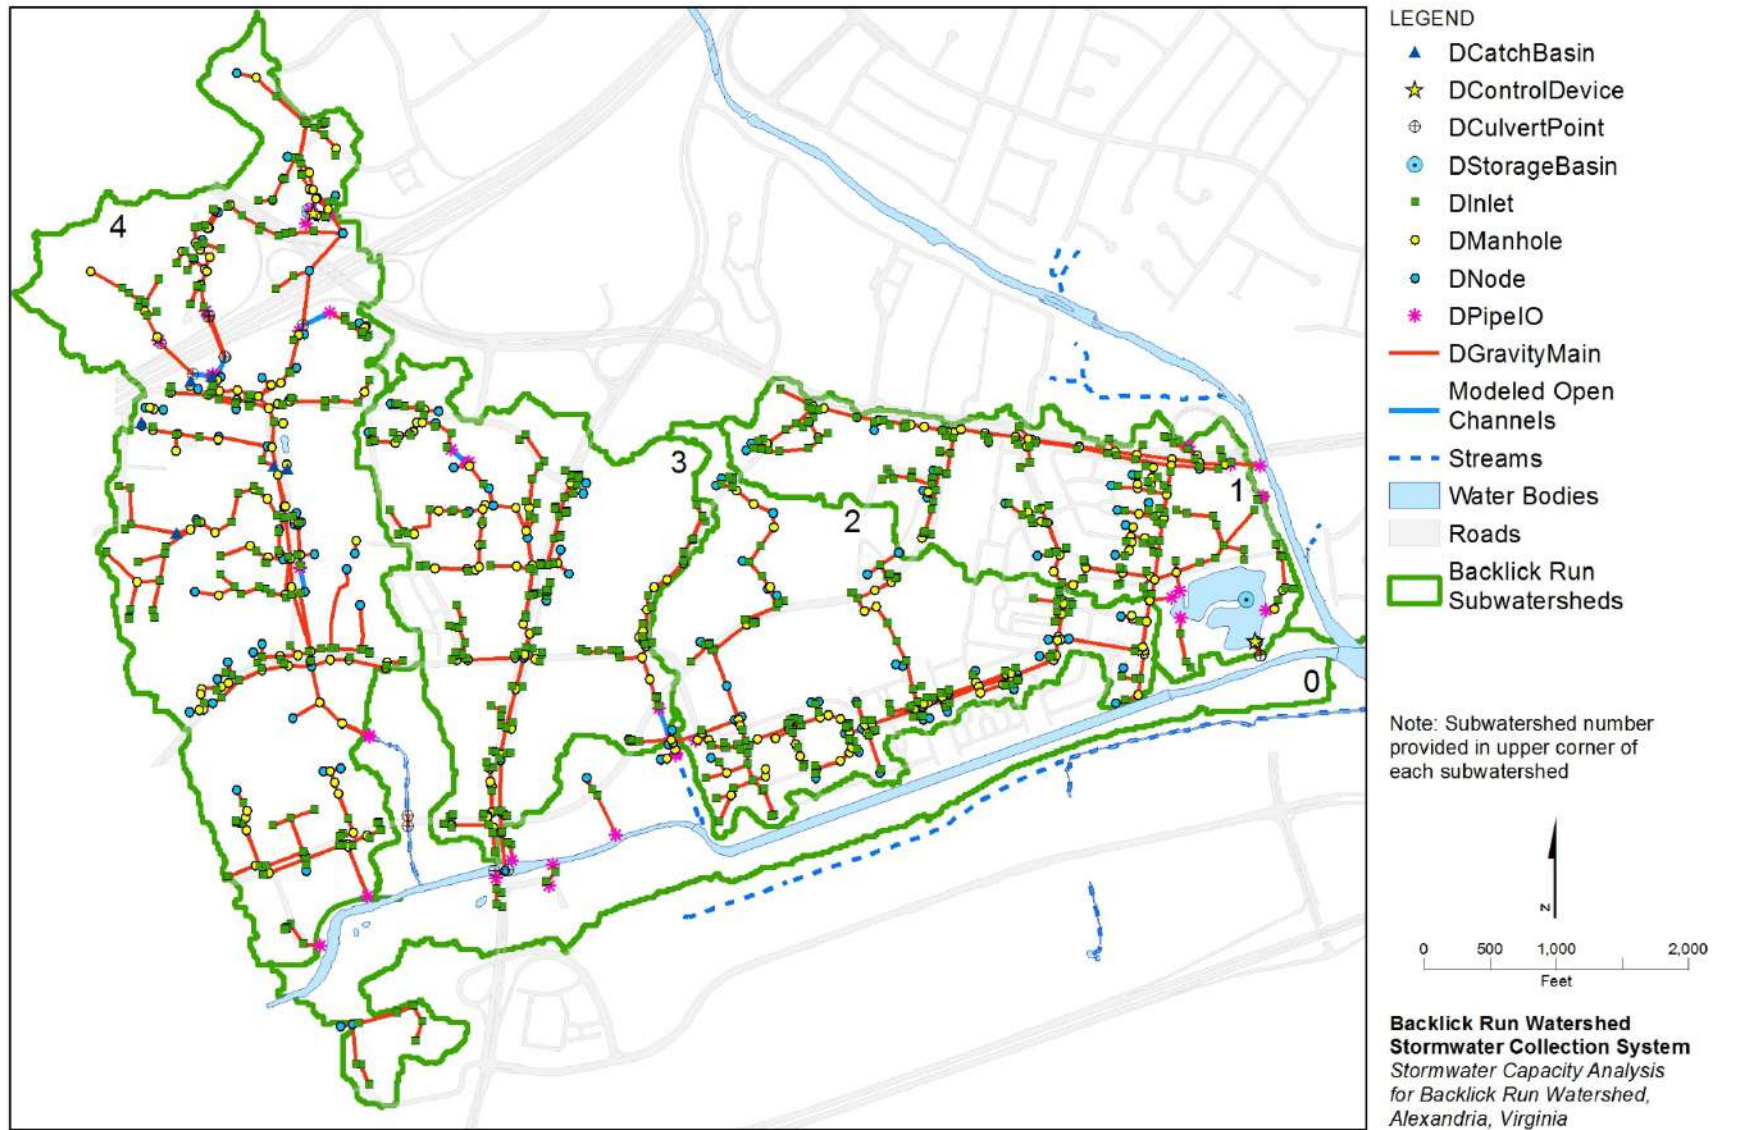 4
3
2
1
0
LEGEND
DCatchBasin
DControlDevice
DCulvertPoint
DStorageBasin
DInlet
DManhole
DNode
DPipeIO
DGravityMain
Modeled Open
Channels
Streams
Water Bodies
Roads
Backlick Run
Subwatersheds
Note: Subwatershed number
provided in upper corner of
each subwatershed
N
0 500 1,000 2,000
Feet
Backlick Run Watershed
Stormwater Collection System
Stormwater Capacity Analysis
for Backlick Run Watershed,
Alexandria, Virginia